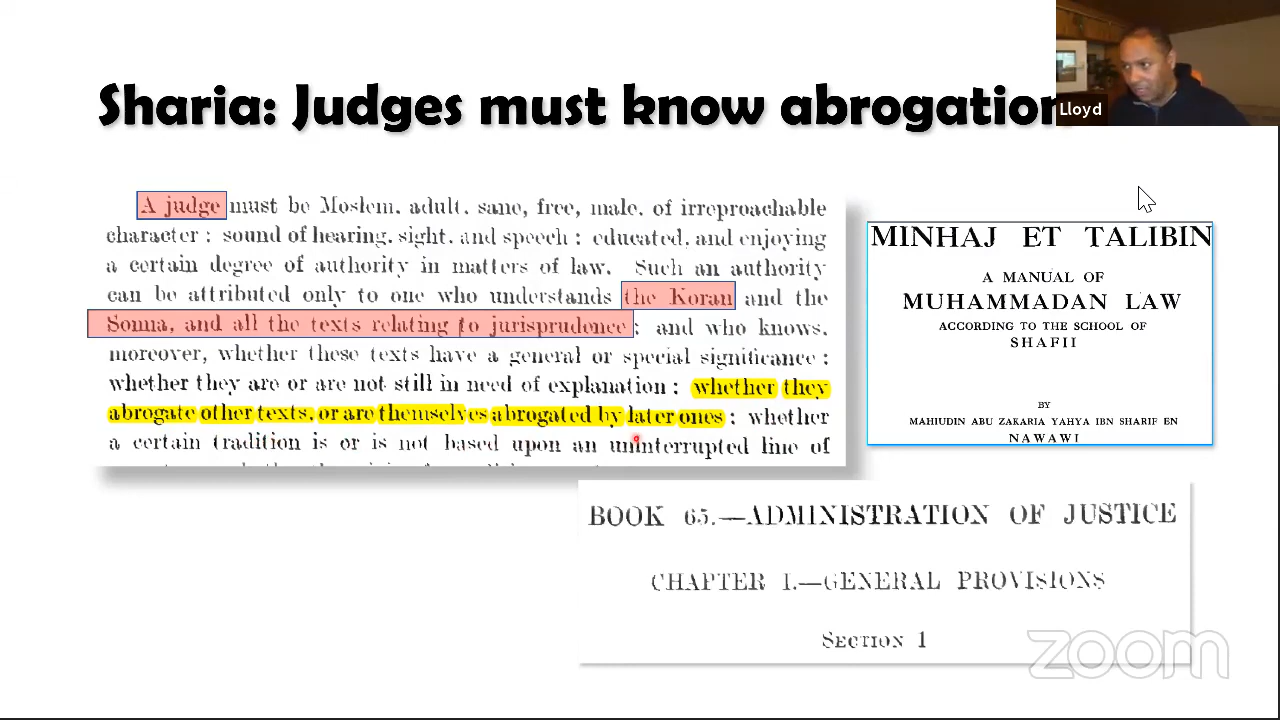 Sharia: Judges must know abrogation
Lloyd
A judge must be Moslem, adult, sane, free, male, of irreproachable
character: sound of hearing, sight, and speech: educated, and enjoying
a certain degree of authority in matters of law. Such an authority
can be attributed only to one who understands the Koran and the
Sonna, and all the texts relating to jurisprudence: and who knows,
moreover, whether these texts have a general or special significance:
whether they are or are not still in need of explanation: whether they
abrogate other texts, or are themselves abrogated by later ones: whether
a certain tradition is or is not based upon an uninterrupted line of
MINHAJ ET TALIBIN
A MANUAL OF
MUHAMMADAN LAW
ACCORDING TO THE SCHOOL OF
SHAFII
BY
MAHIUDIN ABU ZAKARIA YAHYA IBN SHARIF EN
NAWAWI
BOOK 65.—ADMINISTRATION OF JUSTICE
CHAPTER I.—GENERAL PROVISIONS
SECTION 1
zoom